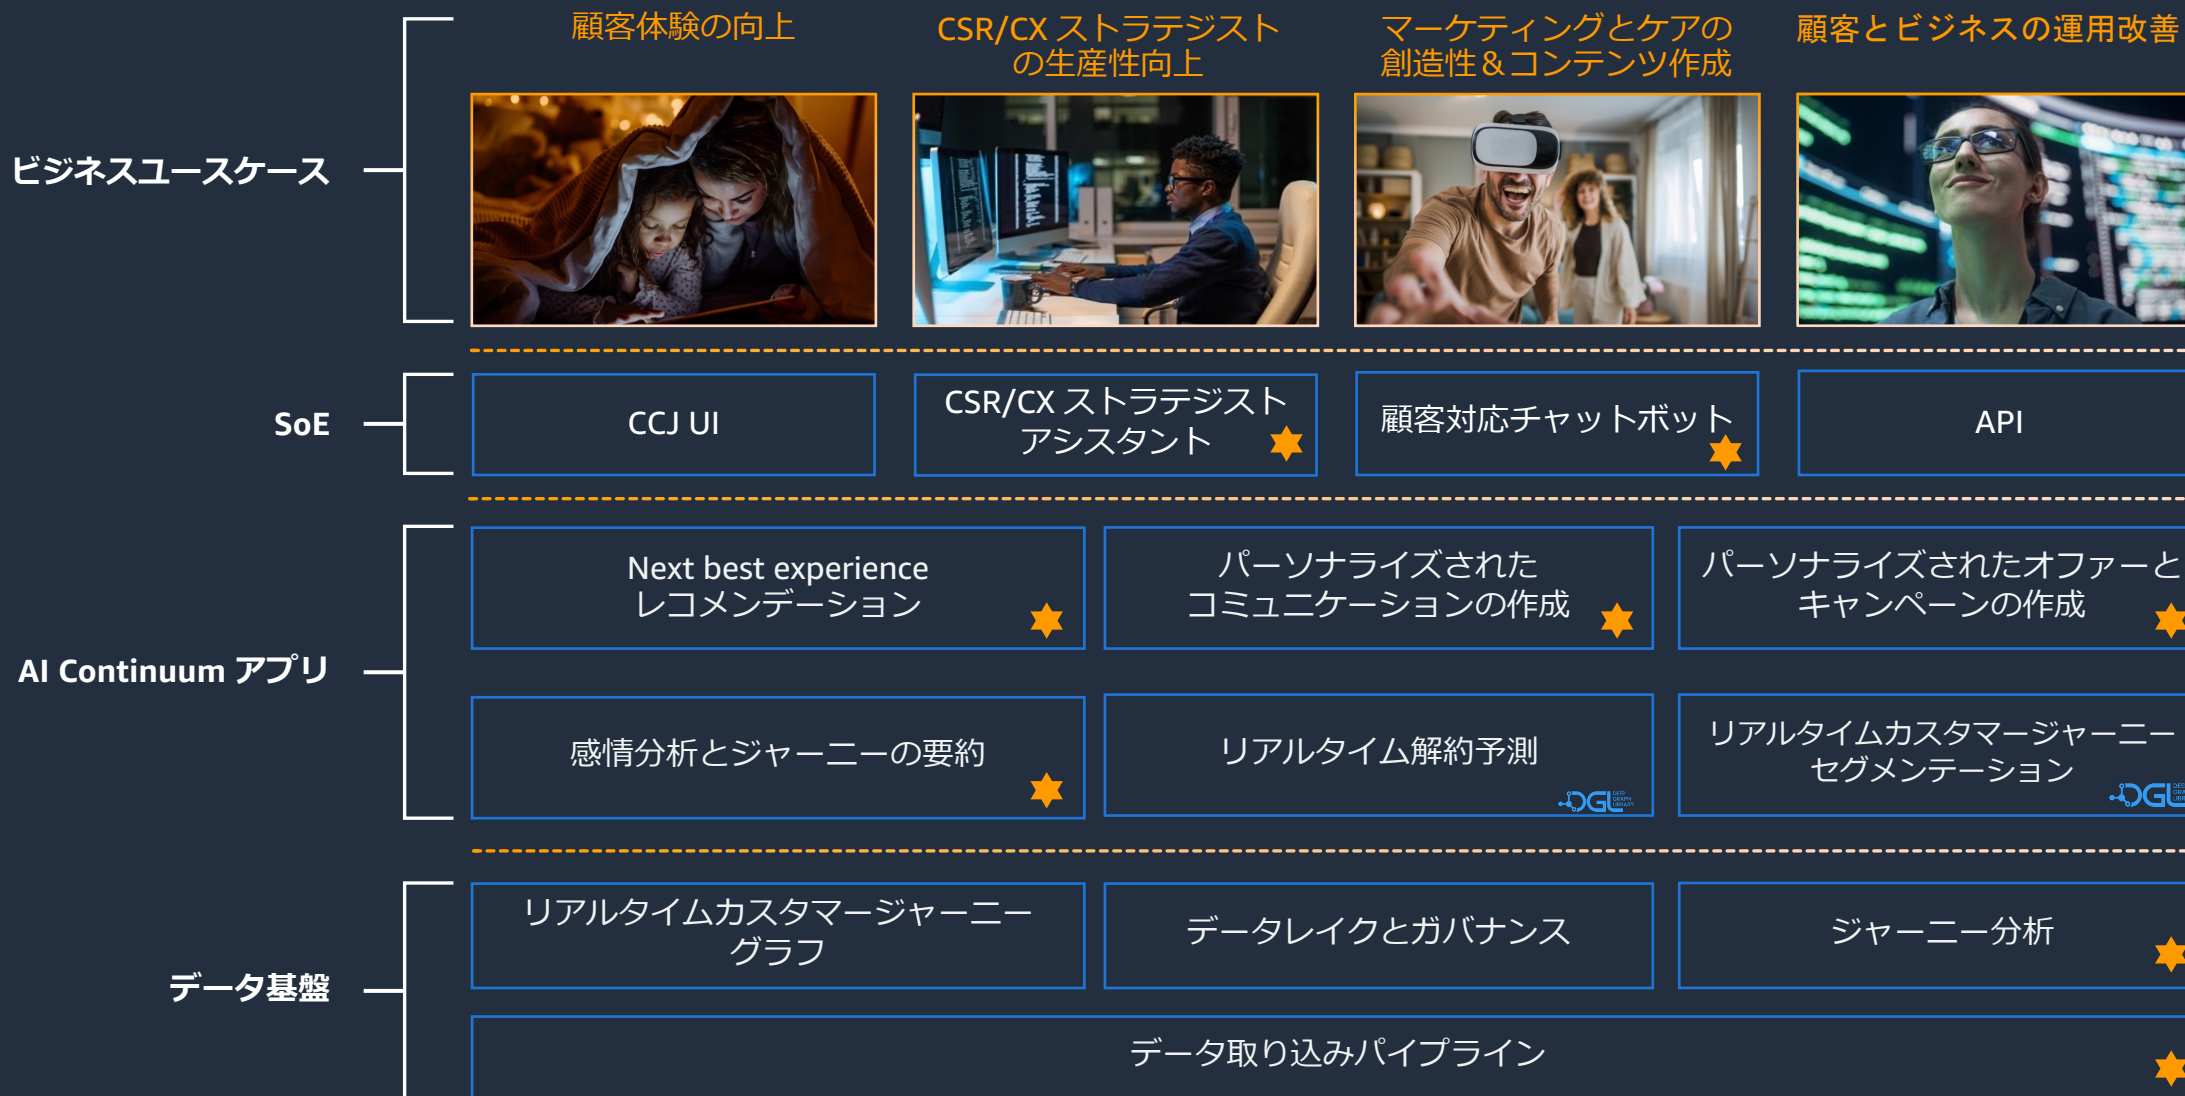 顧客体験の向上
CSR/CX ストラテジスト
の生産性向上
マーケティングとケアの
創造性＆コンテンツ作成
顧客とビジネスの運用改善
ビジネスユースケース
SoE
CCJ UI
CSR/CX ストラテジスト
アシスタント
顧客対応チャットボット
API
AI Continuum アプリ
Next best experience
レコメンデーション
パーソナライズされた
コミュニケーションの作成
パーソナライズされたオファーと
キャンペーンの作成
感情分析とジャーニーの要約
リアルタイム解約予測
DGL
DEEP
GRAPH
LIBRARY
リアルタイムカスタマージャーニー
セグメンテーション
DGL
データ基盤
リアルタイムカスタマージャーニー
グラフ
データレイクとガバナンス
ジャーニー分析
データ取り込みパイプライン